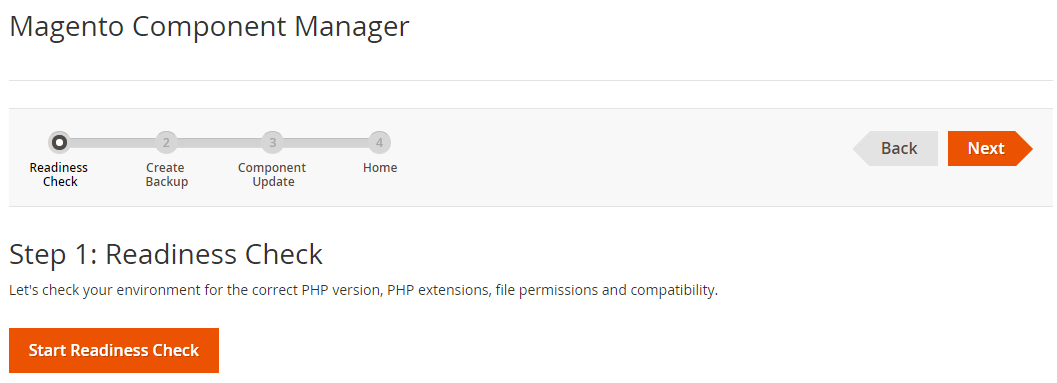 Magento Component Manager
2
3
4
Back
Next
Readiness
Check
Create
Backup
Component
Update
Home
Step 1: Readiness Check
Let's check your environment for the correct PHP version, PHP extensions, file permissions and compatibility.
Start Readiness Check